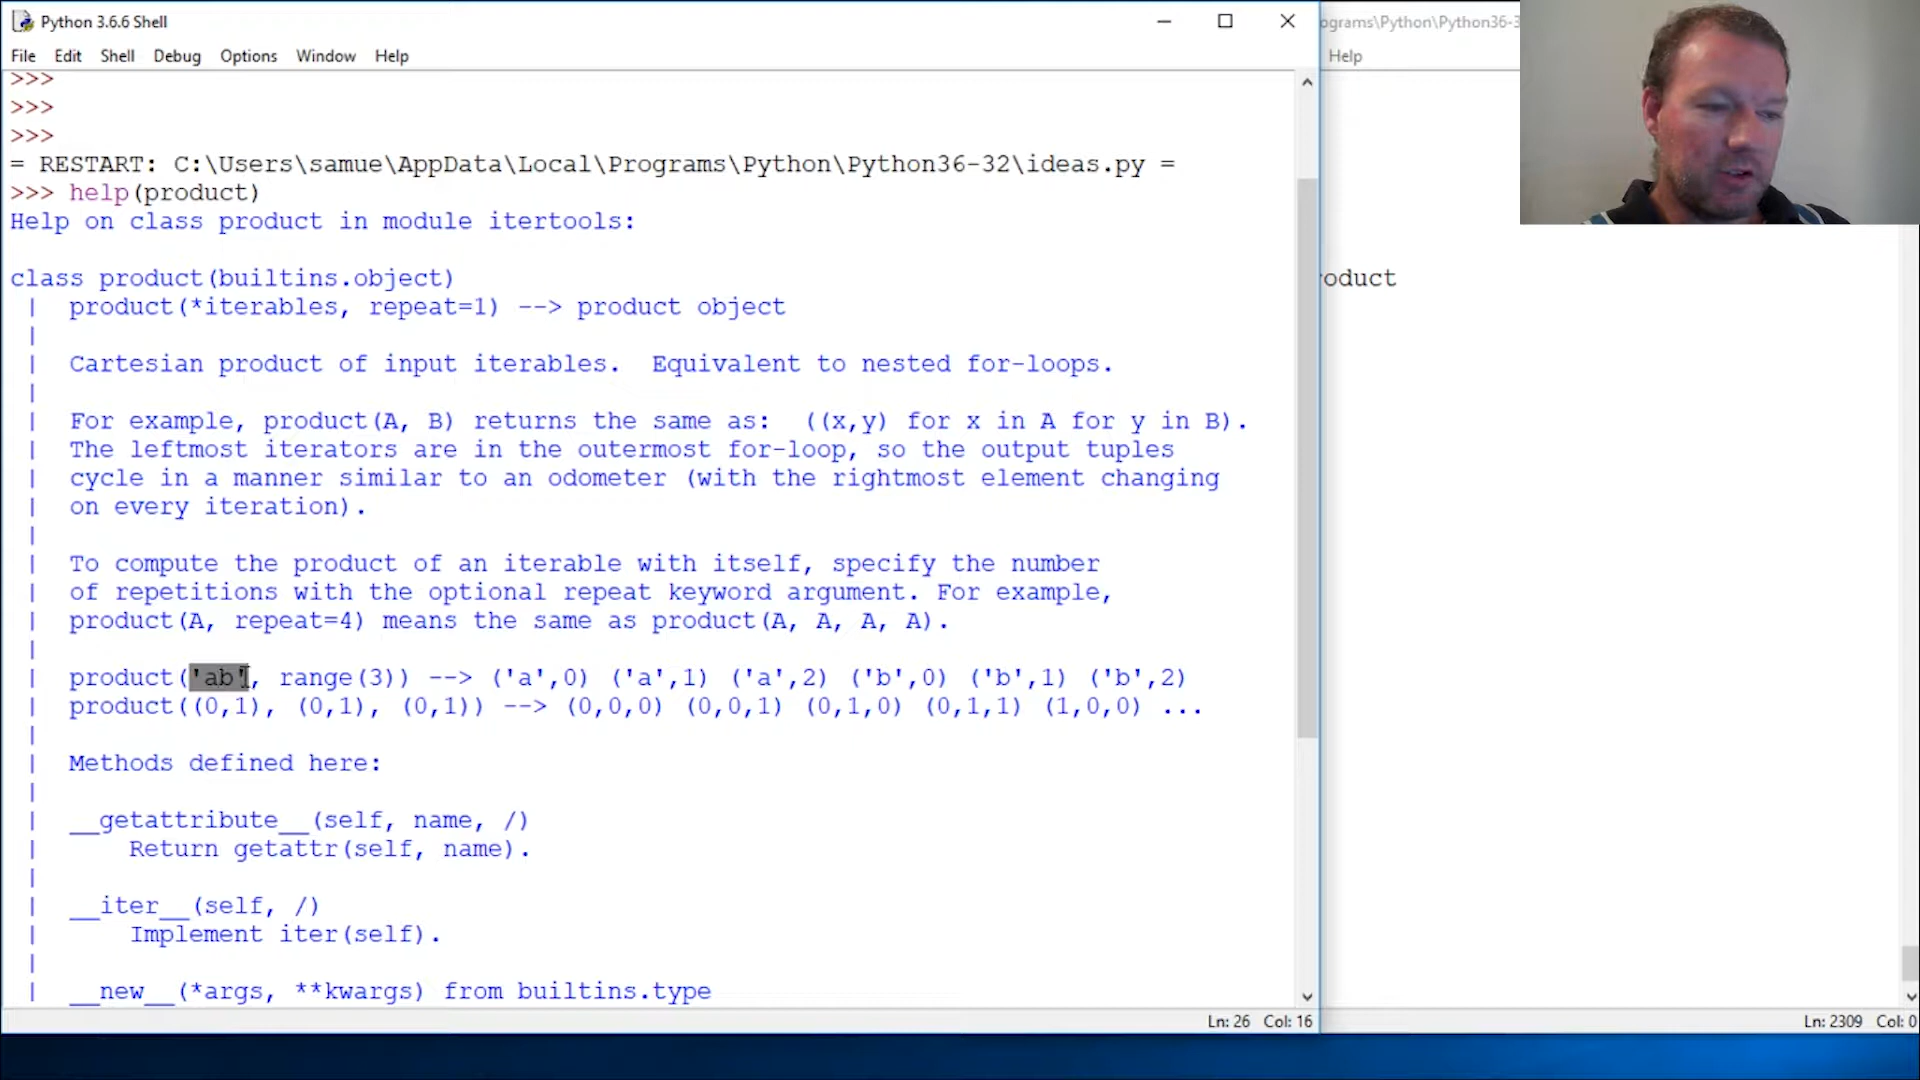 Python 3.6.6 Shell
ograms\Python\Python36-3
File Edit Shell Debug Options Window Help
Help
>>>
>>>
>>>
= RESTART: C:\Users\samue\AppData\Local\Programs\Python\Python36-32\ideas.py =
>>> help(product)
Help on class product in module itertools:
class product(builtins.object)
oduct
| product(*iterables, repeat=1) --> product object
|
| Cartesian product of input iterables. Equivalent to nested for-loops.
|
| For example, product(A, B) returns the same as: ((x,y) for x in A for y in B).
| The leftmost iterators are in the outermost for-loop, so the output tuples
| cycle in a manner similar to an odometer (with the rightmost element changing
| on every iteration).
|
| To compute the product of an iterable with itself, specify the number
| of repetitions with the optional repeat keyword argument. For example,
| product(A, repeat=4) means the same as product(A, A, A, A).
|
| product('ab', range(3)) --> ('a',0) ('a',1) ('a',2) ('b',0) ('b',1) ('b',2)
| product((0,1), (0,1), (0,1)) --> (0,0,0) (0,0,1) (0,1,0) (0,1,1) (1,0,0) ...
|
| Methods defined here:
|
| __getattribute__(self, name, /)
| Return getattr(self, name).
|
| __iter__(self, /)
| Implement iter(self).
|
| __new__(*args, **kwargs) from builtins.type
Ln: 26 Col: 16
Ln: 2309 Col: 0